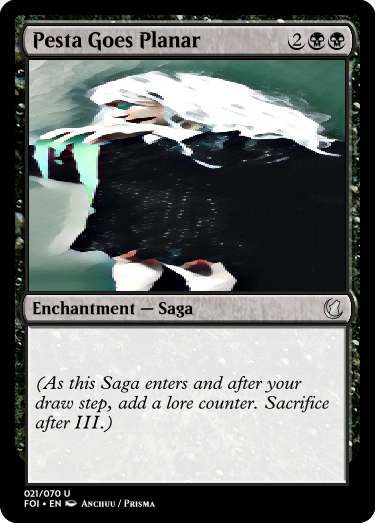 Pesta Goes Planar 2
Enchantment — Saga
(As this Saga enters and after your
draw step, add a lore counter. Sacrifice
after III.)
021/070 U
FOI • EN Anchuu / Prisma